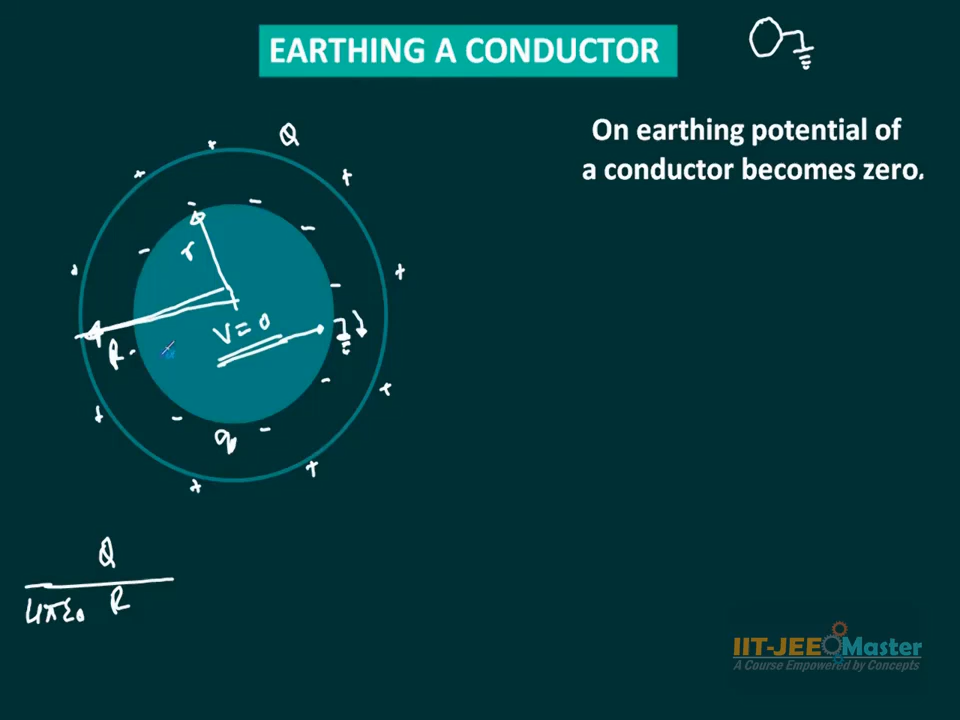 EARTHING A CONDUCTOR
On earthing potential of
a conductor becomes zero.
Q
r
V = 0
R
q
Q
4πε₀ R
IIT-JEE Master
A Course Empowered by Concepts